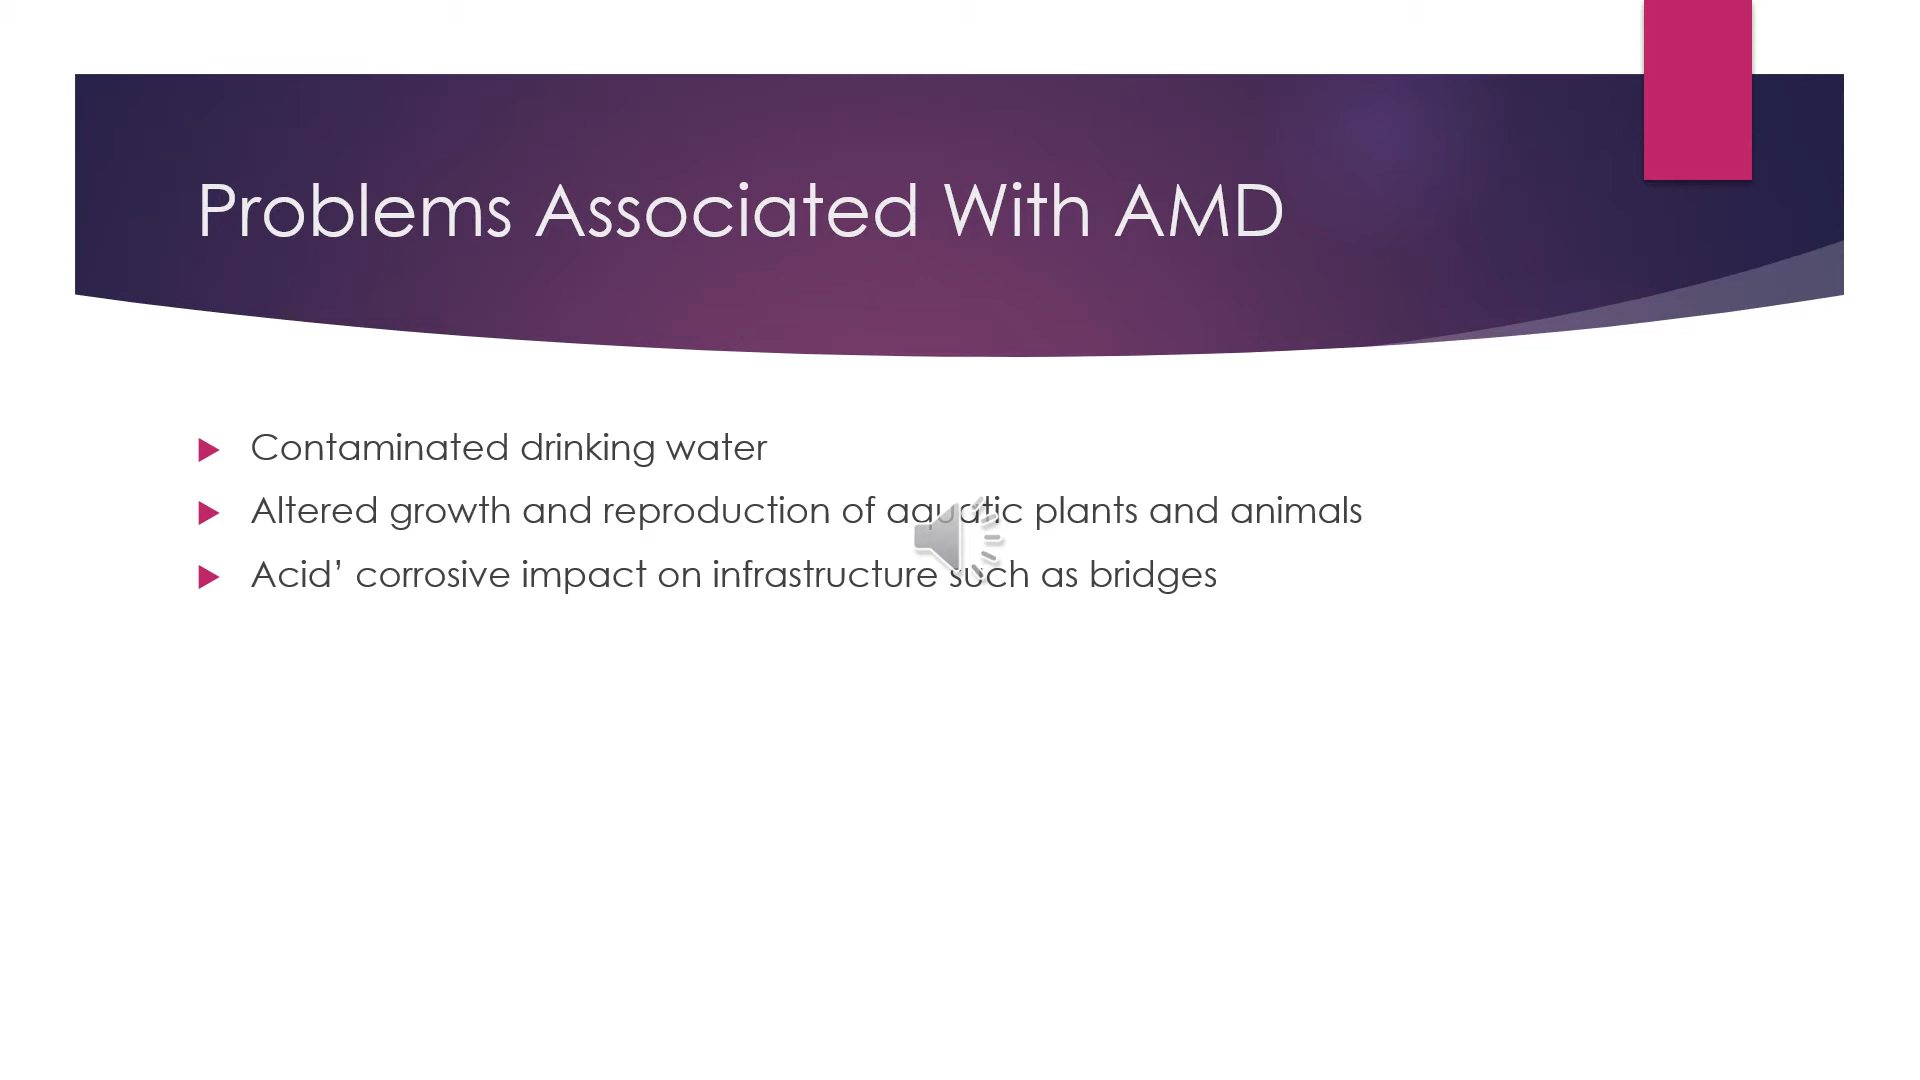 Problems Associated With AMD
Contaminated drinking water
Altered growth and reproduction of aquatic plants and animals
Acid’ corrosive impact on infrastructure such as bridges